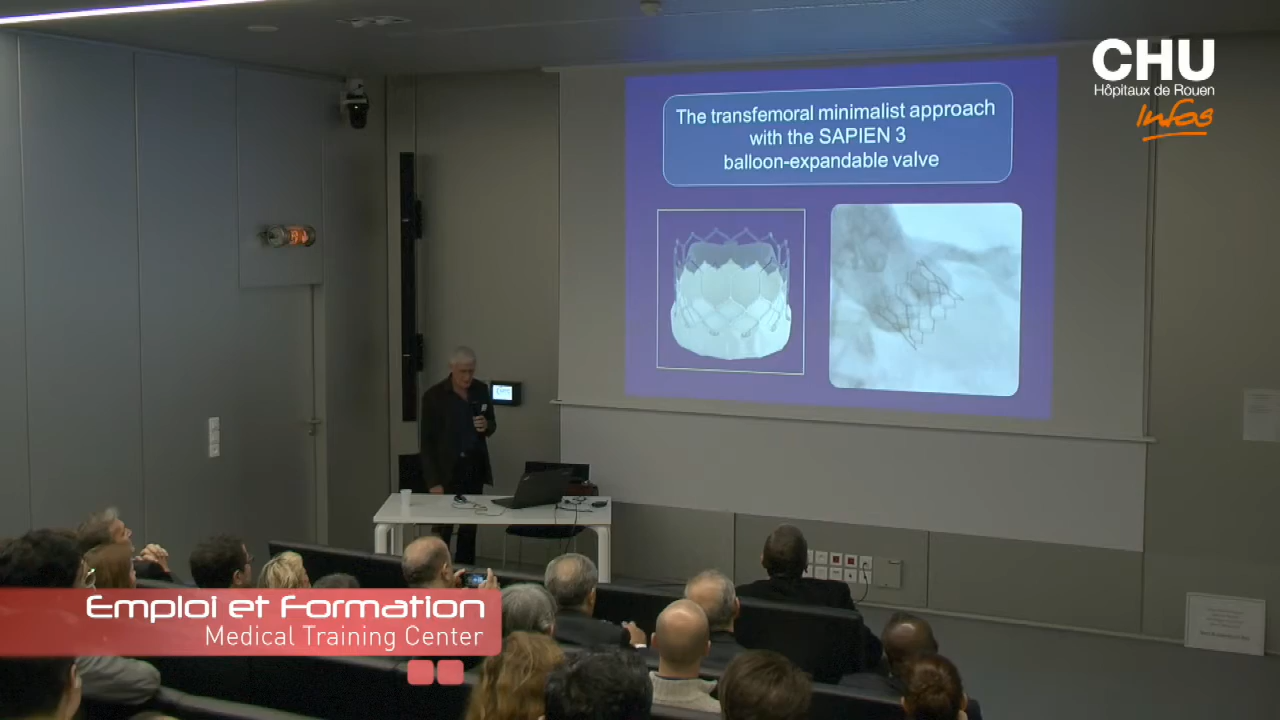 CHU
Hôpitaux de Rouen
Infos
The transfemoral minimalist approach
with the SAPIEN 3
balloon-expandable valve
Emploi et Formation
Medical Training Center